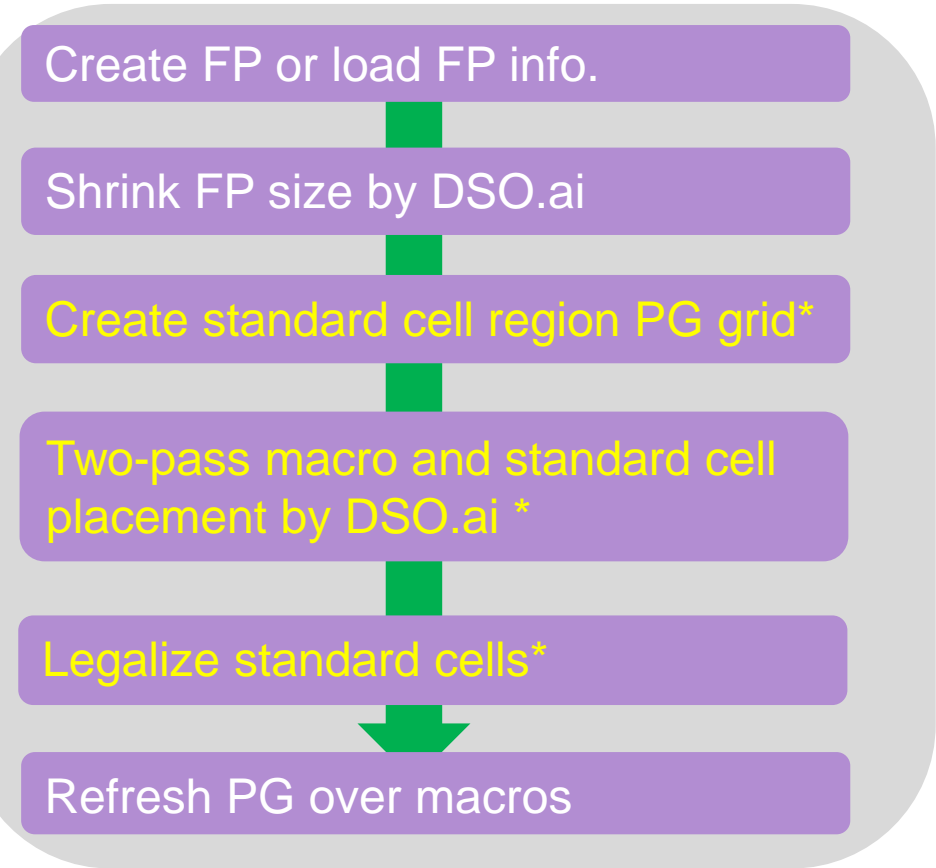 Create FP or load FP info.
Shrink FP size by DSO.ai
Create standard cell region PG grid*
Two-pass macro and standard cell
placement by DSO.ai *
Legalize standard cells*
Refresh PG over macros